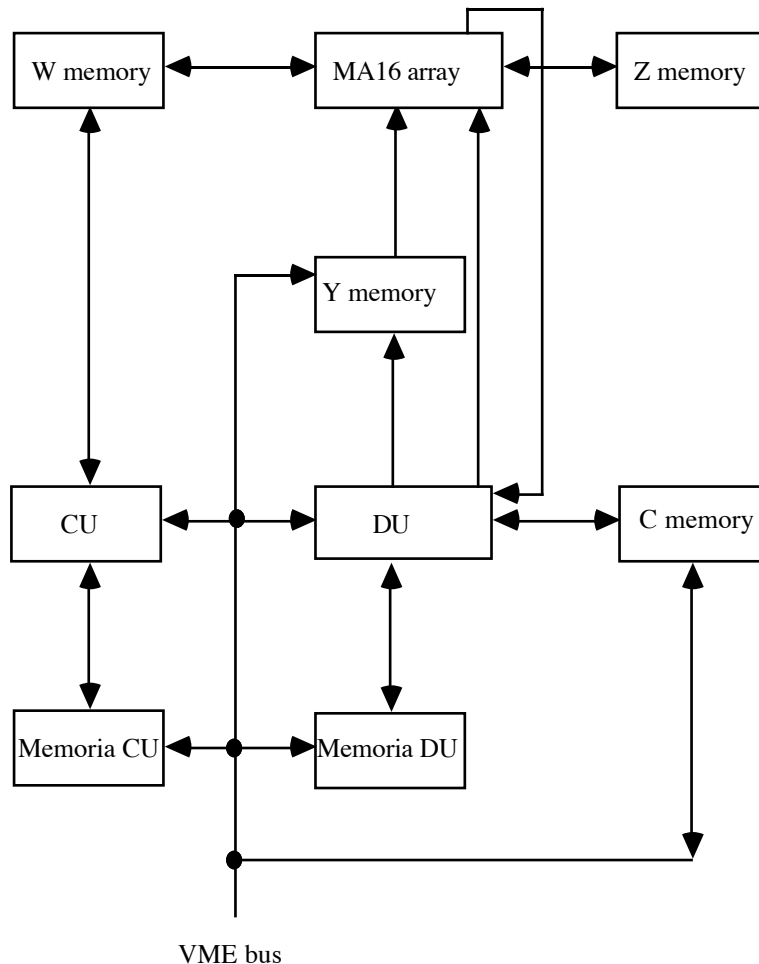 W memory
MA16 array
Z memory
Y memory
CU
DU
C memory
Memoria CU
Memoria DU
VME bus